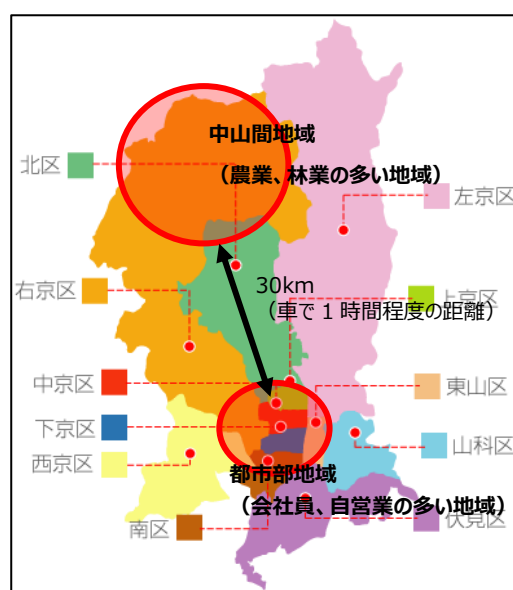 中山間地域
（農業、林業の多い地域）
北区
左京区
30km
（車で１時間程度の距離）
上京区
右京区
中京区
東山区
下京区
山科区
西京区
都市部地域
（会社員、自営業の多い地域）
南区
伏見区